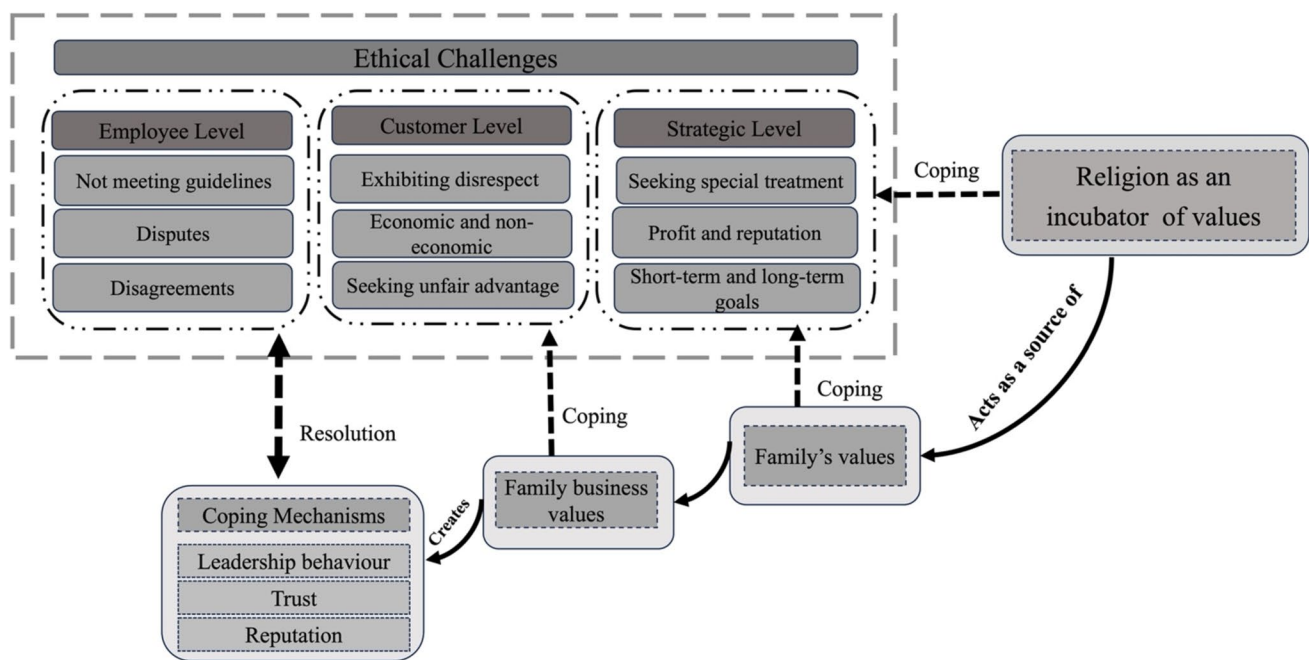 Ethical Challenges
Employee Level
Not meeting guidelines
Disputes
Disagreements
Customer Level
Exhibiting disrespect
Economic and non-
economic
Seeking unfair advantage
Strategic Level
Seeking special treatment
Profit and reputation
Short-term and long-term
goals
Coping
Religion as an
incubator of values
Acts as a source of
Coping
Family's values
Coping
Family business
values
Creates
Resolution
Coping Mechanisms
Leadership behaviour
Trust
Reputation